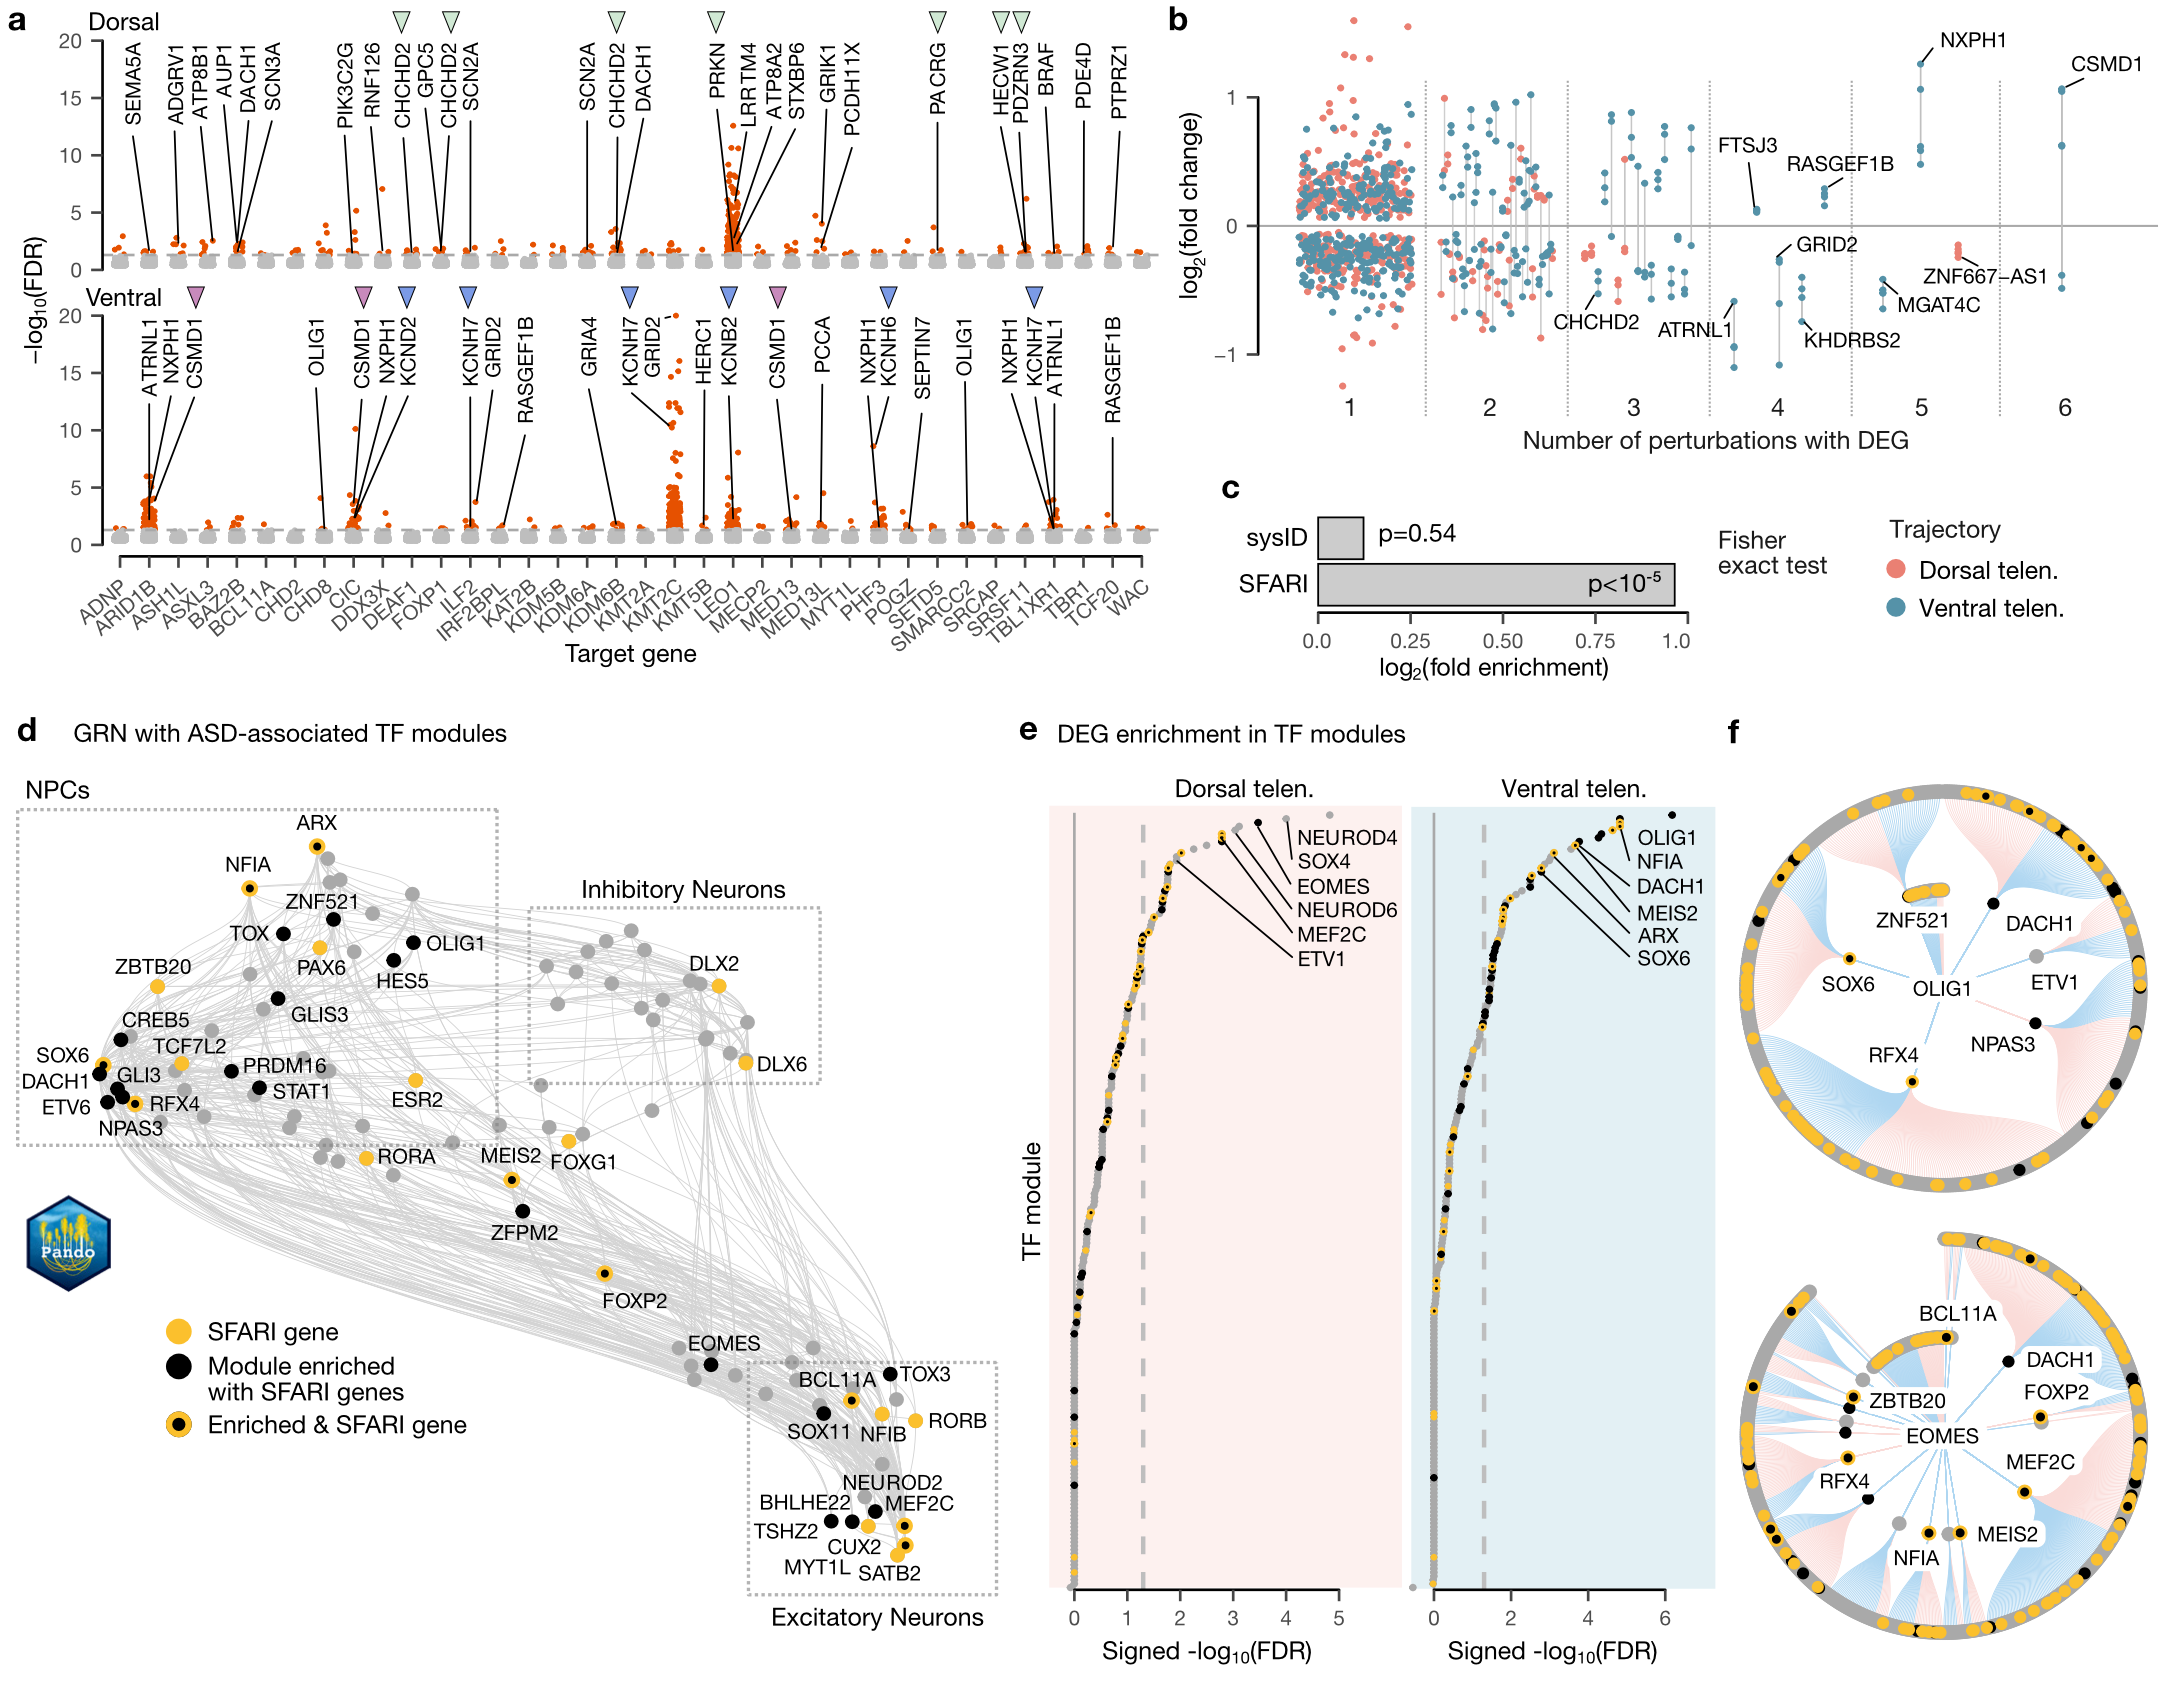 a
Dorsal
20
15
10
5
0
SEMA5A
ADGRV1
ATP8B1
AUP1
DACH1
SCN3A
PIK3C2G
RNF126
CHCHD2
GPC5
CHCHD2
SCN2A
SCN2A
CHCHD2
DACH1
PRKN
LRRTM4
ATP8A2
STXBP6
GRIK1
PCDH11X
PACRG
HECW1
PDZRN3
BRAF
PDE4D
PTPRZ1
−log10(FDR)
Ventral
20
15
10
5
0
ATRNL1
NXPH1
CSMD1
OLIG1
CSMD1
NXPH1
KCND2
KCNH7
GRID2
RASGEF1B
GRIA4
KCNH7
GRID2
HERC1
KCNB2
CSMD1
PCCA
NXPH1
KCNH6
SEPTIN7
OLIG1
NXPH1
KCNH7
ATRNL1
RASGEF1B
ADNP
ARID1B
ASH1L
ASXL3
BAZ2B
BCL11A
CHD2
CHD8
CIC
DDX3X
DEAF1
FOXP1
ILF2
IRF2BPL
KAT2B
KDM5B
KDM6A
KDM6B
KMT2A
KMT2C
KMT5B
LEO1
MECP2
MED13
MED13L
MYT1L
PHF3
POGZ
SETD5
SMARCC2
SRCAP
SRSF11
TBL1XR1
TBR1
TCF20
WAC
Target gene
b
log2(fold change)
1
0
−1
NXPH1
CSMD1
FTSJ3
RASGEF1B
GRID2
ZNF667−AS1
MGAT4C
CHCHD2
ATRNL1
KHDRBS2
1 2 3 4 5 6
Number of perturbations with DEG
c
sysID
p=0.54
SFARI
p<10-5
0.0 0.25 0.50 0.75 1.0
log2(fold enrichment)
Fisher
exact test
Trajectory
Dorsal telen.
Ventral telen.
d GRN with ASD-associated TF modules
NPCs
ARX
NFIA
ZNF521
TOX
OLIG1
PAX6
HES5
ZBTB20
GLIS3
CREB5
TCF7L2
SOX6
DACH1
GLI3
PRDM16
ETV6
RFX4
STAT1
NPAS3
ESR2
RORA
Inhibitory Neurons
DLX2
DLX6
MEIS2
FOXG1
ZFPM2
FOXP2
EOMES
BCL11A
TOX3
SOX11
NFIB
RORB
NEUROD2
BHLHE22
MEF2C
TSHZ2
CUX2
MYT1L
SATB2
Excitatory Neurons
Pando
SFARI gene
Module enriched
with SFARI genes
Enriched & SFARI gene
e DEG enrichment in TF modules
Dorsal telen.
NEUROD4
SOX4
EOMES
NEUROD6
MEF2C
ETV1
TF module
0 1 2 3 4 5
Signed -log10(FDR)
Ventral telen.
OLIG1
NFIA
DACH1
MEIS2
ARX
SOX6
0 2 4 6
Signed -log10(FDR)
f
ZNF521
DACH1
SOX6
OLIG1
ETV1
NPAS3
RFX4
BCL11A
DACH1
FOXP2
ZBTB20
EOMES
MEF2C
RFX4
MEIS2
NFIA